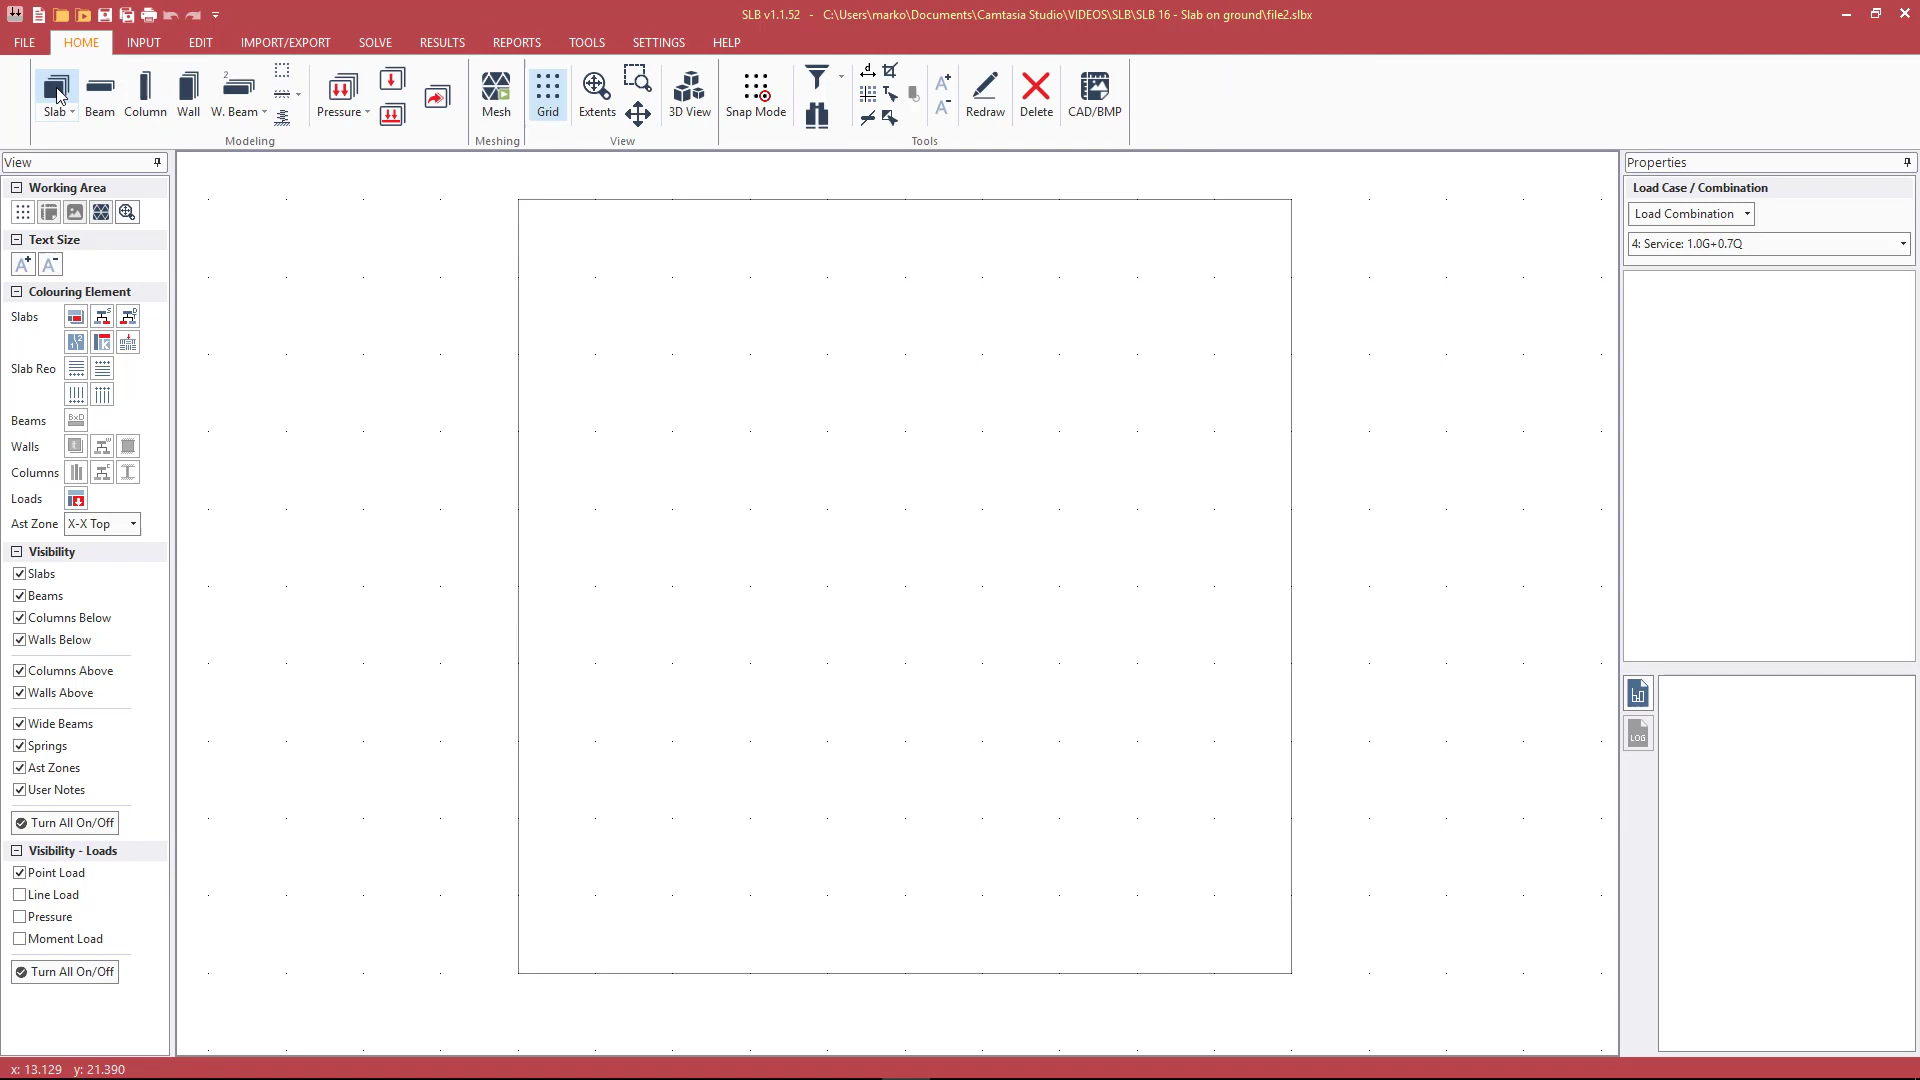 SLB v1.1.52 - C:\Users\marko\Documents\Camtasia Studio\VIDEOS\SLB\SLB 16 - Slab on ground\file2.slbx
FILE HOME INPUT EDIT IMPORT/EXPORT SOLVE RESULTS REPORTS TOOLS SETTINGS HELP
Slab Beam Column Wall W. Beam Pressure Mesh Grid Extents 3D View Snap Mode Redraw Delete CAD/BMP
Modeling Meshing View Tools
View
Working Area
Text Size
A+ A-
Colouring Element
Slabs
Slab Reo
Beams
BxD
Walls
Columns
Loads
Ast Zone X-X Top
Visibility
Slabs
Beams
Columns Below
Walls Below
Columns Above
Walls Above
Wide Beams
Springs
Ast Zones
User Notes
Turn All On/Off
Visibility - Loads
Point Load
Line Load
Pressure
Moment Load
Turn All On/Off
Properties
Load Case / Combination
Load Combination
4: Service: 1.0G+0.7Q
LOG
x: 13.129 y: 21.390